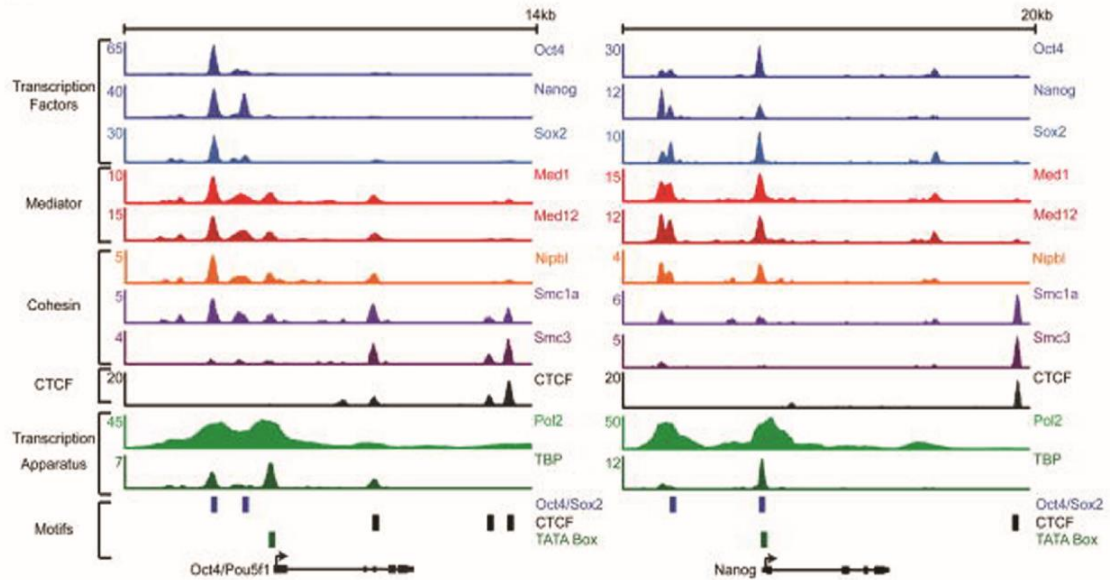 14kb 20kb
Transcription Factors
65 Oct4 30 Oct4
40 Nanog 12 Nanog
30 Sox2 10 Sox2
Mediator
10 Med1 15 Med1
15 Med12 12 Med12
Cohesin
5 Nipbl 4 Nipbl
5 Smc1a 6 Smc1a
4 Smc3 5 Smc3
CTCF
20 CTCF 20 CTCF
Transcription Apparatus
45 Pol2 50 Pol2
7 TBP 12 TBP
Motifs
Oct4/Sox2 Oct4/Sox2
CTCF CTCF
TATA Box TATA Box
Oct4/Pou5f1 Nanog